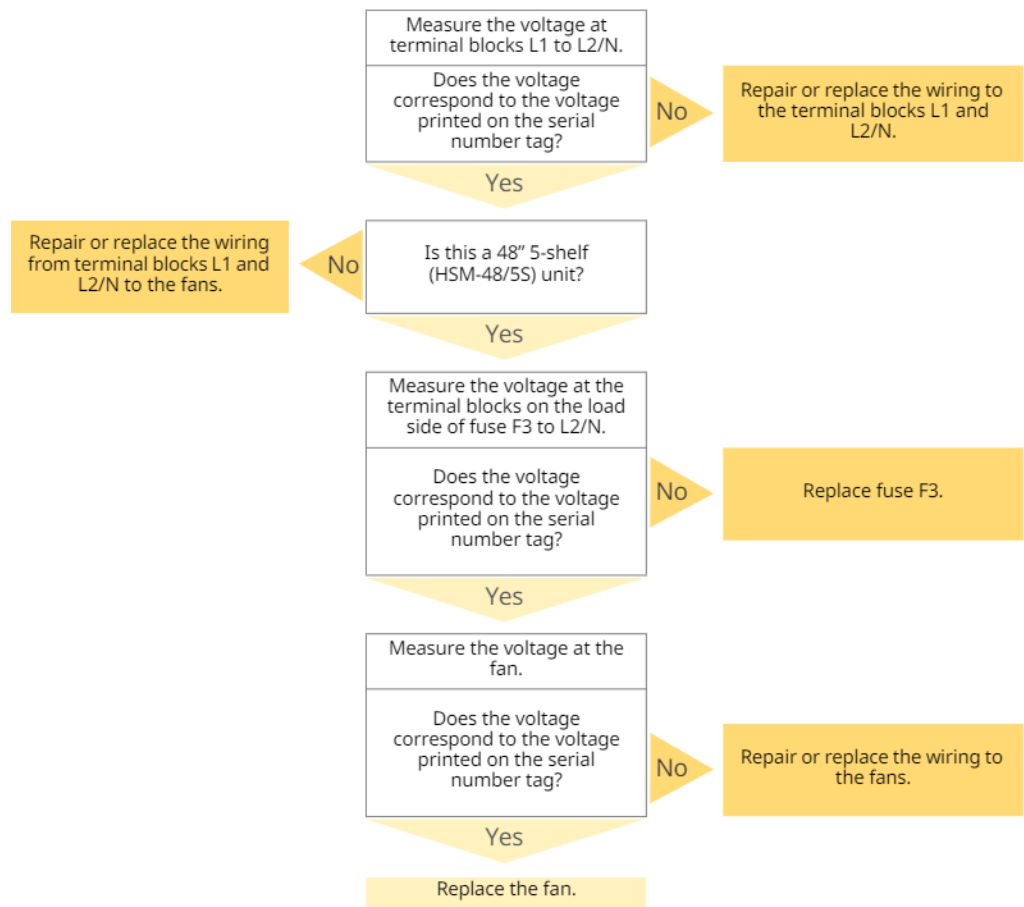 Measure the voltage at
terminal blocks L1 to L2/N.
Does the voltage
correspond to the voltage
printed on the serial
number tag?
No
Repair or replace the wiring to
the terminal blocks L1 and
L2/N.
Yes
Repair or replace the wiring
from terminal blocks L1 and
L2/N to the fans.
No
Is this a 48” 5-shelf
(HSM-48/5S) unit?
Yes
Measure the voltage at the
terminal blocks on the load
side of fuse F3 to L2/N.
Does the voltage
correspond to the voltage
printed on the serial
number tag?
No
Replace fuse F3.
Yes
Measure the voltage at the
fan.
Does the voltage
correspond to the voltage
printed on the serial
number tag?
No
Repair or replace the wiring to
the fans.
Yes
Replace the fan.